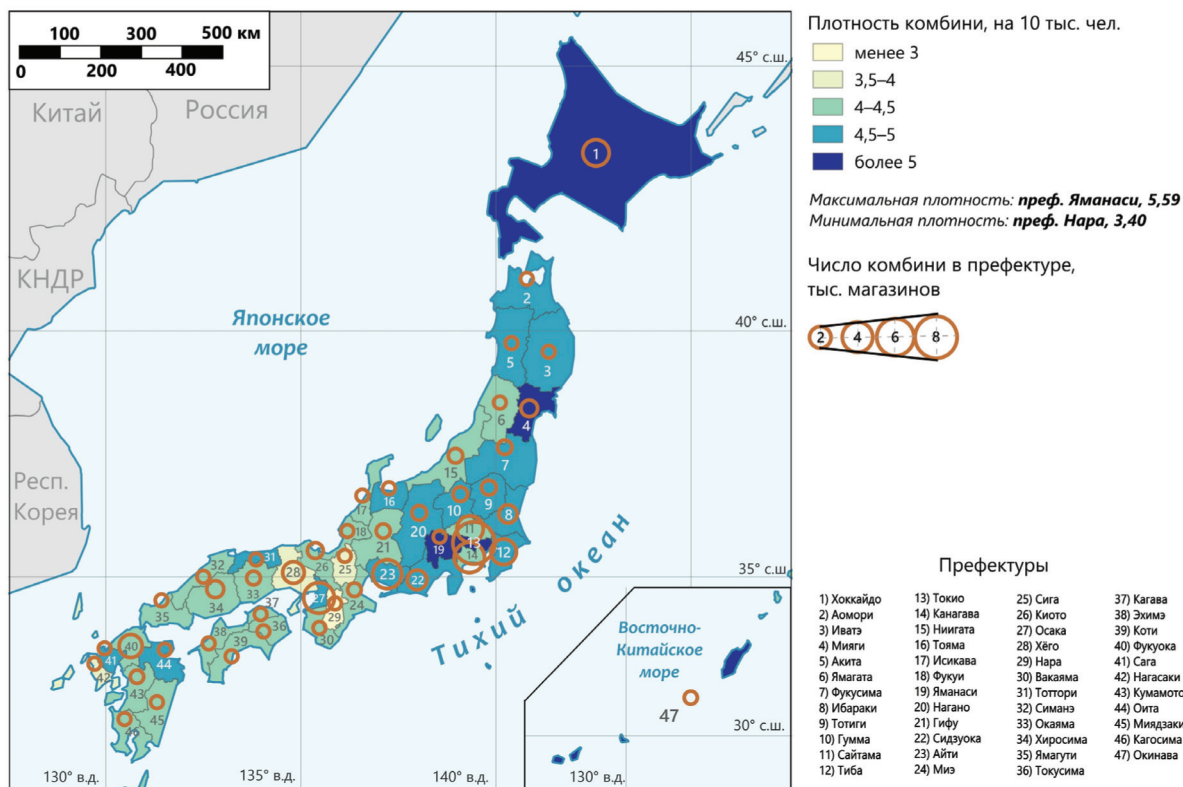 100 300 500 км
0 200 400
Китай
Россия
КНДР
Респ.
Корея
Японское
море
Тихий океан
Восточно-
Китайское
море
45° с.ш.
40° с.ш.
35° с.ш.
30° с.ш.
130° в.д.
135° в.д.
140° в.д.
130° в.д.
1
2
5
3
6
4
15
7
16
10
9
17
8
20
11
18
19
13
21
14
12
23
22
31
26
25
28
32
33
27
24
34
29
35
37
30
36
38
39
40
41
44
42
43
45
46
47
Плотность комбини, на 10 тыс. чел.
менее 3
3,5–4
4–4,5
4,5–5
более 5
Максимальная плотность: преф. Яманаси, 5,59
Минимальная плотность: преф. Нара, 3,40
Число комбини в префектуре,
тыс. магазинов
2 4 6 8
Префектуры
1) Хоккайдо
2) Аомори
3) Иватэ
4) Мияги
5) Акита
6) Ямагата
7) Фукусима
8) Ибараки
9) Тотиги
10) Гумма
11) Сайтама
12) Тиба
13) Токио
14) Канагава
15) Ниигата
16) Тояма
17) Исикава
18) Фукуи
19) Яманаси
20) Нагано
21) Гифу
22) Сидзуока
23) Айти
24) Миэ
25) Сига
26) Киото
27) Осака
28) Хёго
29) Нара
30) Вакаяма
31) Тоттори
32) Симанэ
33) Окаяма
34) Хиросима
35) Ямагути
36) Токусима
37) Кагава
38) Эхимэ
39) Коти
40) Фукуока
41) Сага
42) Нагасаки
43) Кумамото
44) Оита
45) Миядзаки
46) Кагосима
47) Окинава